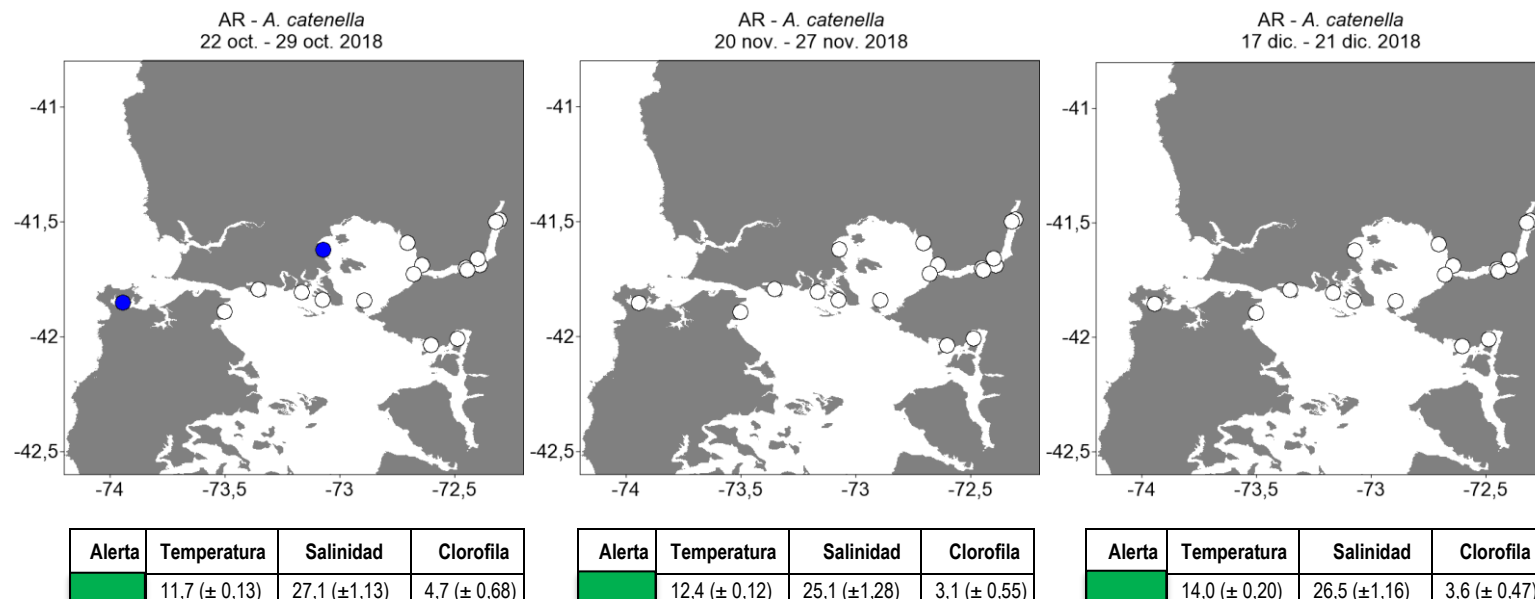 AR - A. catenella
22 oct. - 29 oct. 2018
-41
-41,5
-42
-42,5
-74
-73,5
-73
-72,5
AR - A. catenella
20 nov. - 27 nov. 2018
-41
-41,5
-42
-42,5
-74
-73,5
-73
-72,5
AR - A. catenella
17 dic. - 21 dic. 2018
-41
-41,5
-42
-42,5
-74
-73,5
-73
-72,5
Alerta Temperatura Salinidad Clorofila
11,7 (± 0,13) 27,1 (±1,13) 4,7 (± 0,68)
Alerta Temperatura Salinidad Clorofila
12,4 (± 0,12) 25,1 (±1,28) 3,1 (± 0,55)
Alerta Temperatura Salinidad Clorofila
14,0 (± 0,20) 26,5 (±1,16) 3,6 (± 0,47)